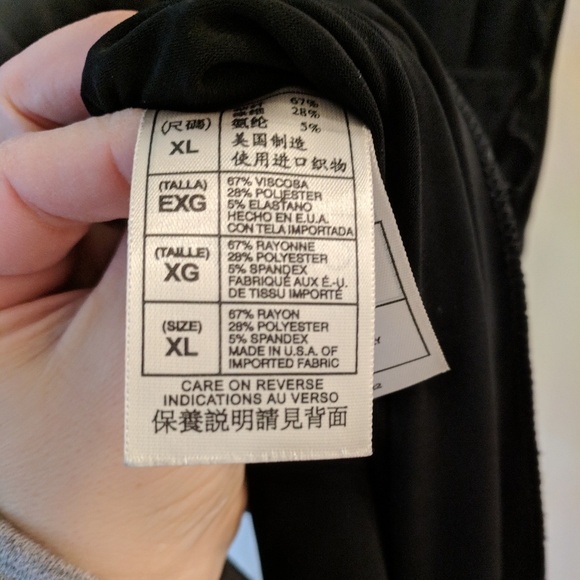 67%
28%
(尺碼) 氨纶 5%
XL 美国制造
使用进口织物
(TALLA) 67% VISCOSA
EXG 28% POLIESTER
5% ELASTANO
HECHO EN E.U.A.
CON TELA IMPORTADA
(TAILLE) 67% RAYONNE
XG 28% POLYESTER
5% SPANDEX
FABRIQUÉ AUX É.-U.
DE TISSU IMPORTÉ
(SIZE) 67% RAYON
XL 28% POLYESTER
5% SPANDEX
MADE IN U.S.A. OF
IMPORTED FABRIC
CARE ON REVERSE
INDICATIONS AU VERSO
保養説明請見背面